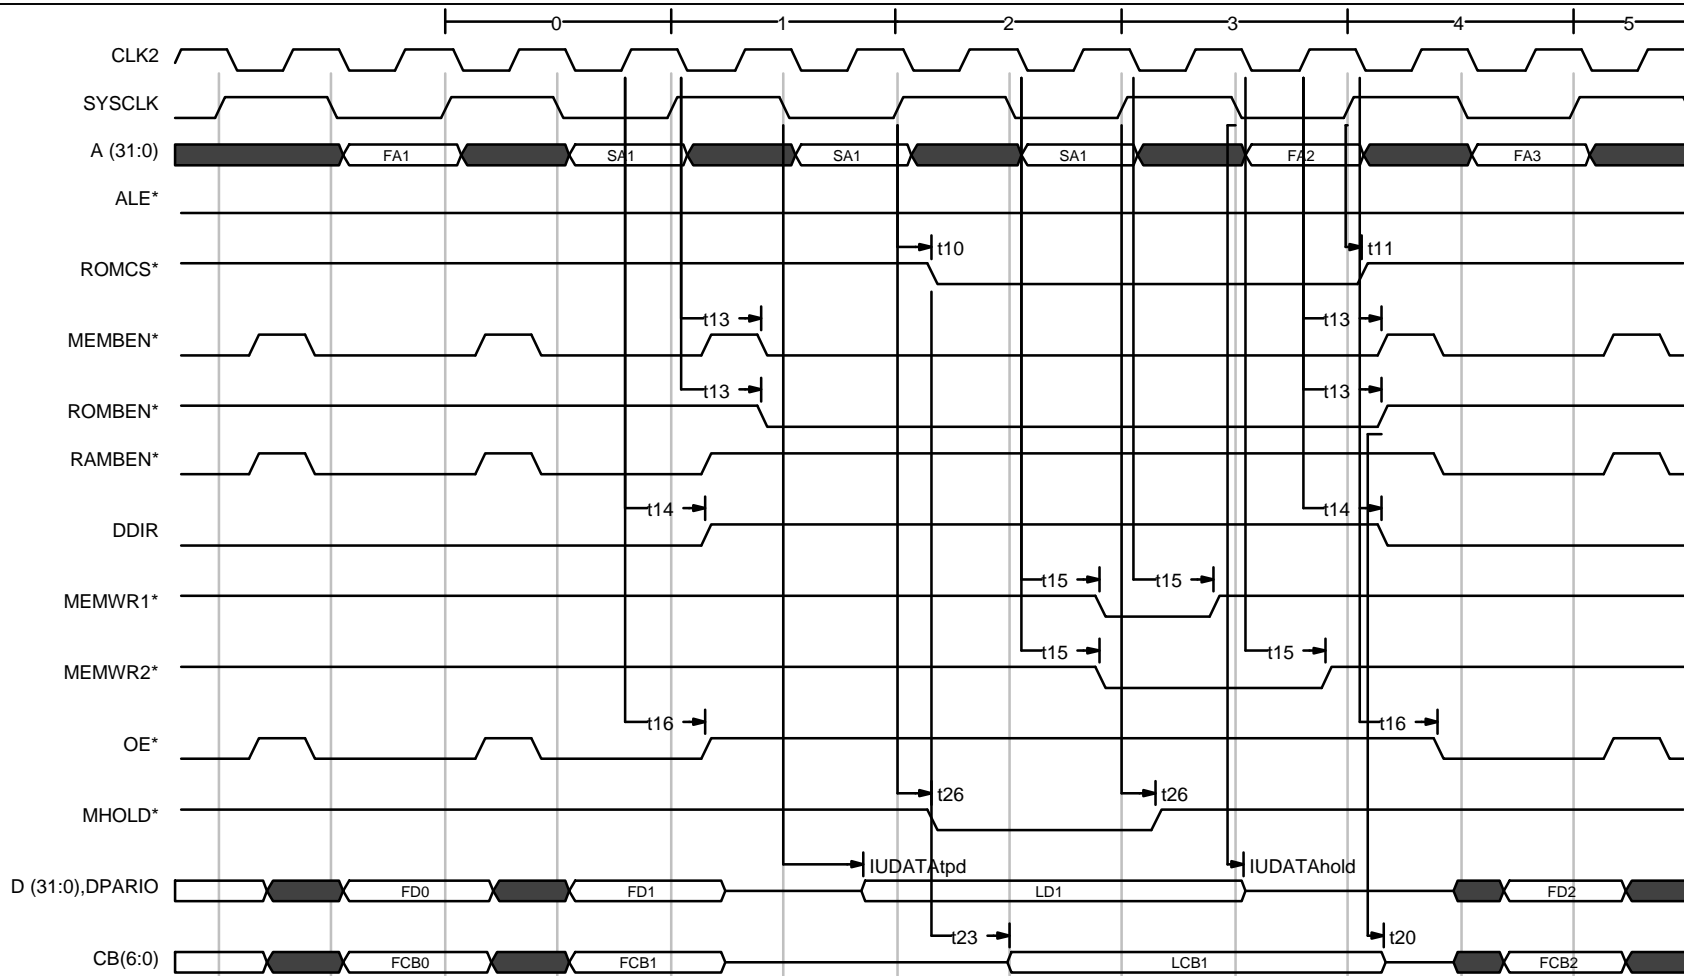 0 1 2 3 4 5
CLK2
SYSCLK
A (31:0) FA1 SA1 SA1 SA1 FA2 FA3
ALE*
t10 t11
ROMCS*
t13 t13
MEMBEN*
t13 t13
ROMBEN*
RAMBEN*
t14 t14
DDIR
t15 t15
MEMWR1*
t15 t15
MEMWR2*
t16 t16
OE*
t26 t26
MHOLD*
IUDATAtpd IUDATAhold
D (31:0),DPARIO FD0 FD1 LD1 FD2
t23 t20
CB(6:0) FCB0 FCB1 LCB1 FCB2